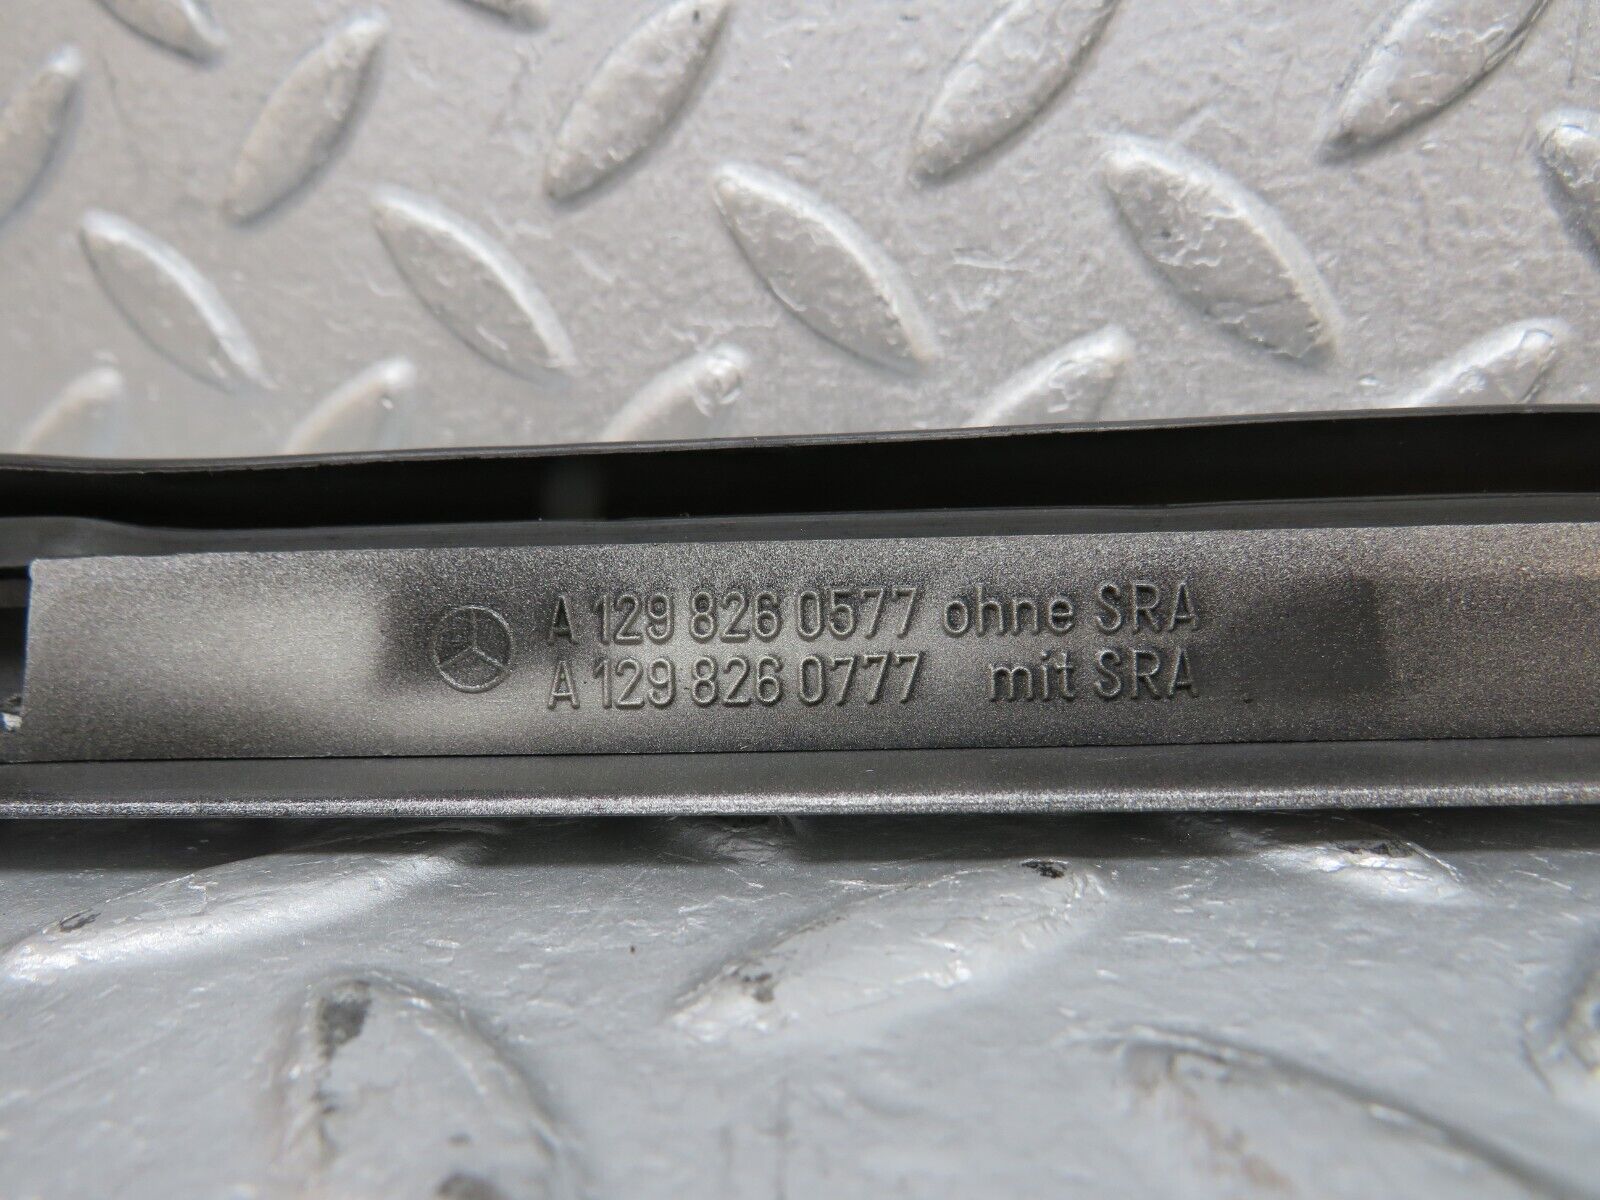 A 129 826 0577 ohne SRA
A 129 826 0777 mit SRA